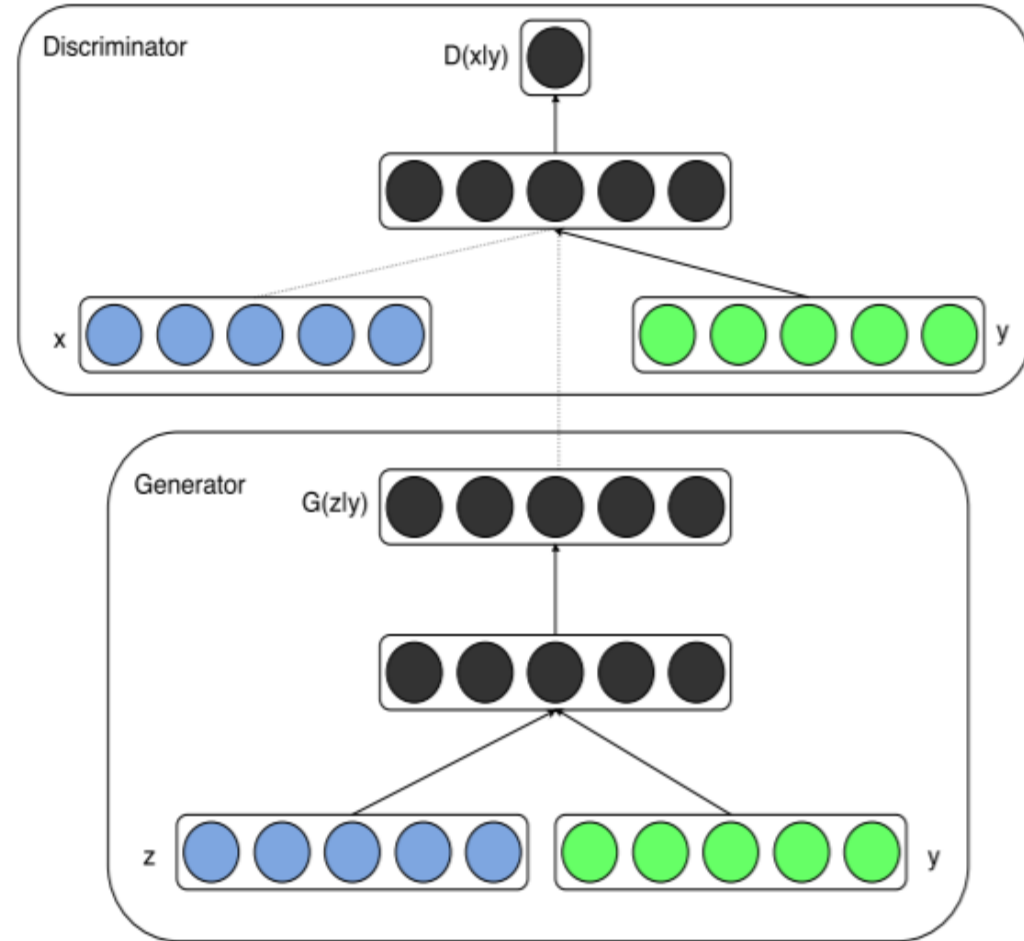 Discriminator
D(x|y)
x
y
Generator
G(z|y)
z
y